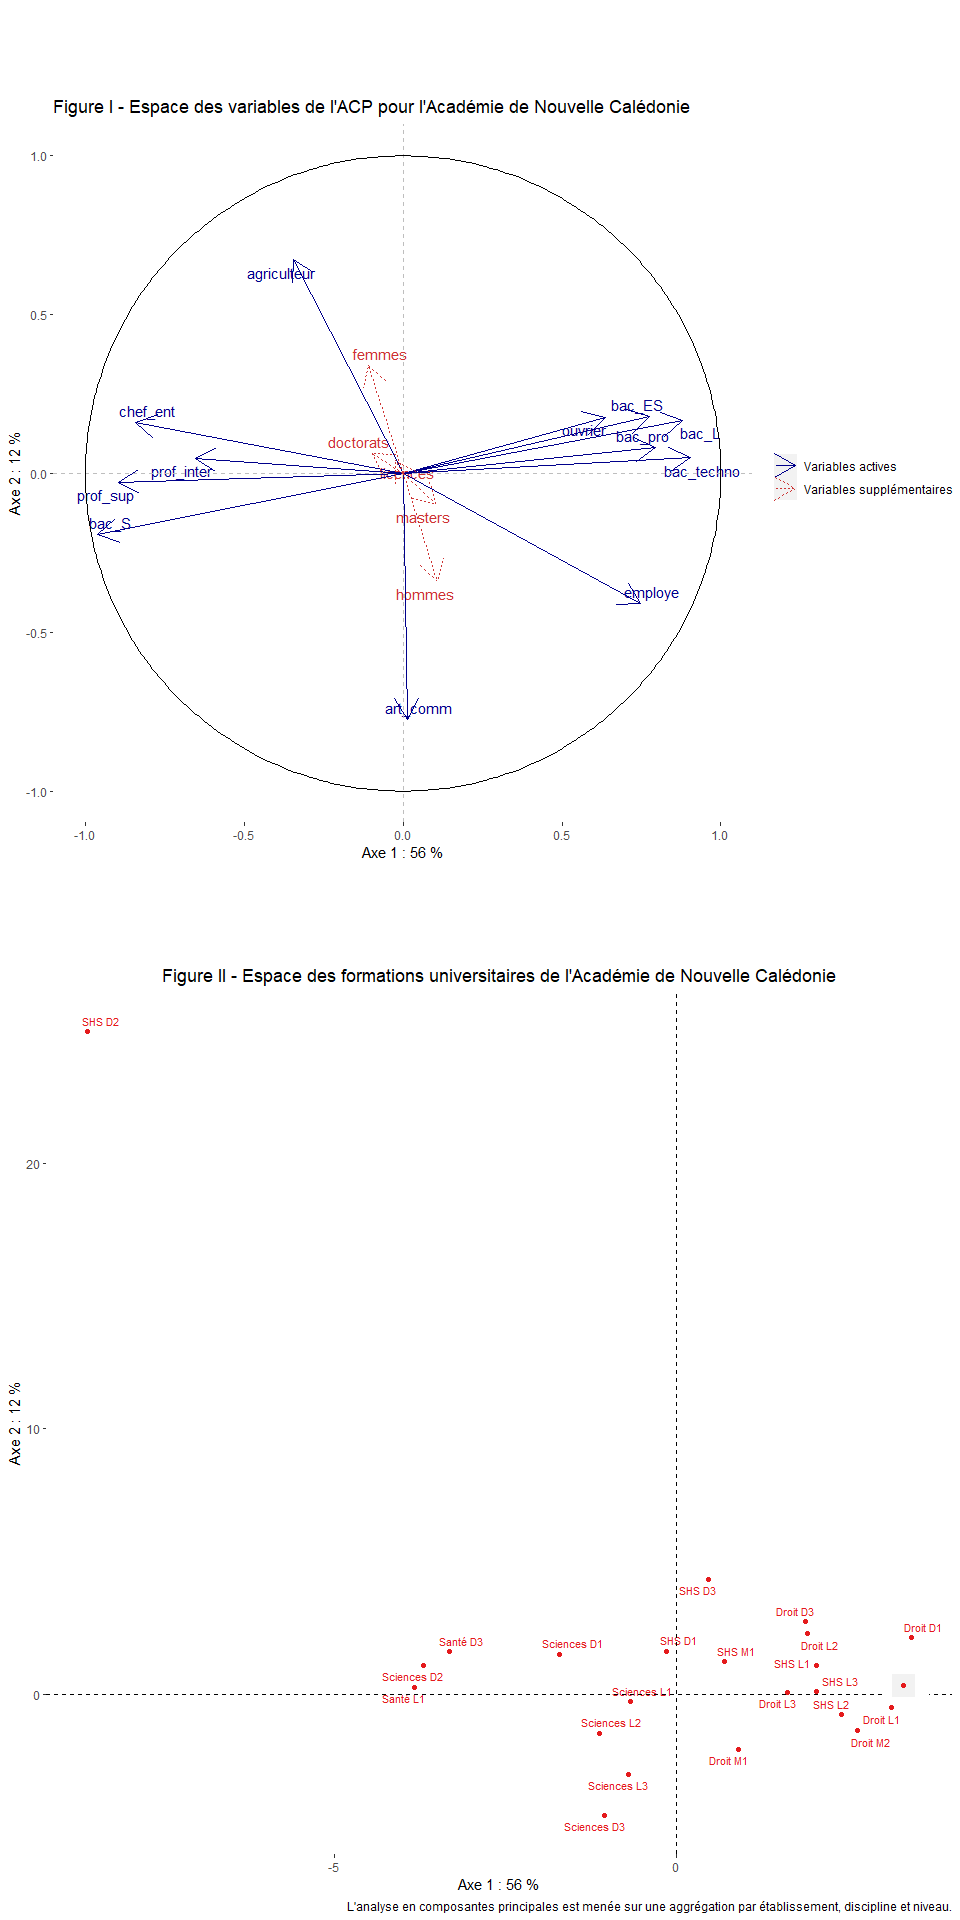 Figure I - Espace des variables de l'ACP pour l'Académie de Nouvelle Calédonie
1.0
agriculteur
0.5
femmes
chef_ent
bac_ES
doctorats
ouvrier
bac_pro
bac_L
Axe 2 : 12 %
0.0
prof_inter
licences
bac_techno
Variables actives
Variables supplémentaires
prof_sup
masters
bac_S
hommes
employe
-0.5
art_comm
-1.0
-1.0
-0.5
0.0
0.5
1.0
Axe 1 : 56 %
Figure II - Espace des formations universitaires de l'Académie de Nouvelle Calédonie
SHS D2
20
Axe 2 : 12 %
10
SHS D3
Droit D3
Droit D1
Santé D3
Sciences D1
SHS D1
Droit L2
SHS M1
SHS L1
Sciences D2
SHS L3
Sciences L1
0
Santé L1
Droit L3
SHS L2
Sciences L2
Droit L1
Droit M2
Droit M1
Sciences L3
Sciences D3
-5
0
Axe 1 : 56 %
L'analyse en composantes principales est menée sur une aggrégation par établissement, discipline et niveau.